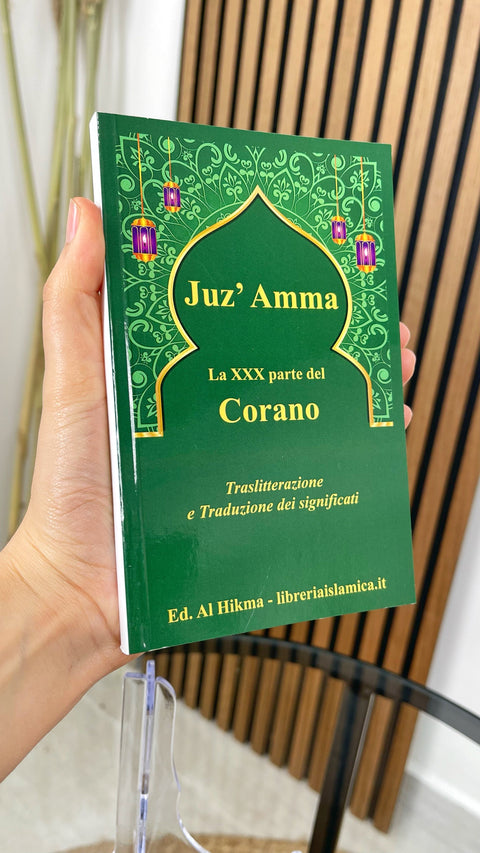 Juz’ Amma
La XXX parte del
Corano
Traslitterazione
e Traduzione dei significati
Ed. Al Hikma - libreriaislamica.it